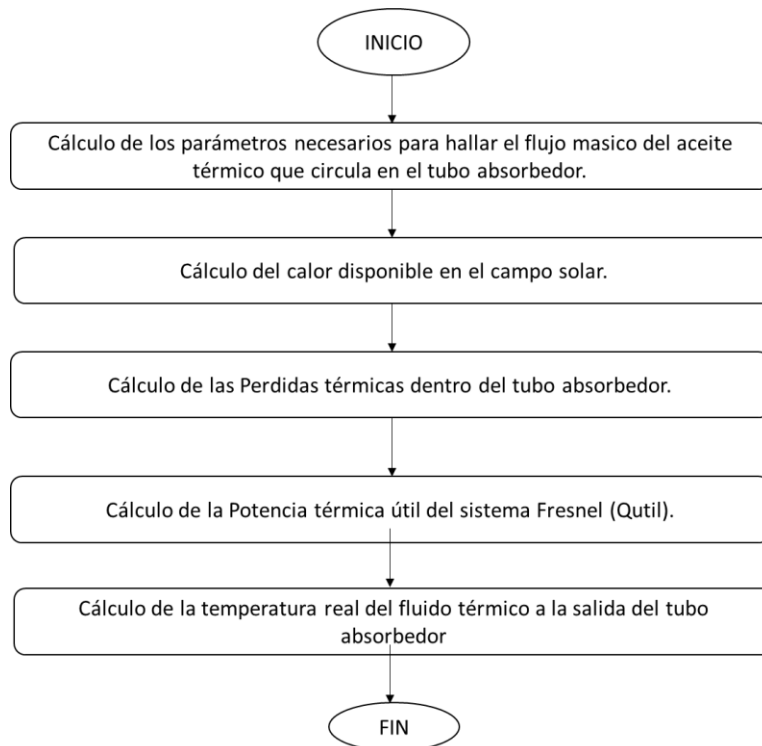 INICIO
Cálculo de los parámetros necesarios para hallar el flujo masico del aceite
térmico que circula en el tubo absorbedor.
Cálculo del calor disponible en el campo solar.
Cálculo de las Perdidas térmicas dentro del tubo absorbedor.
Cálculo de la Potencia térmica útil del sistema Fresnel (Qutil).
Cálculo de la temperatura real del fluido térmico a la salida del tubo
absorbedor
FIN